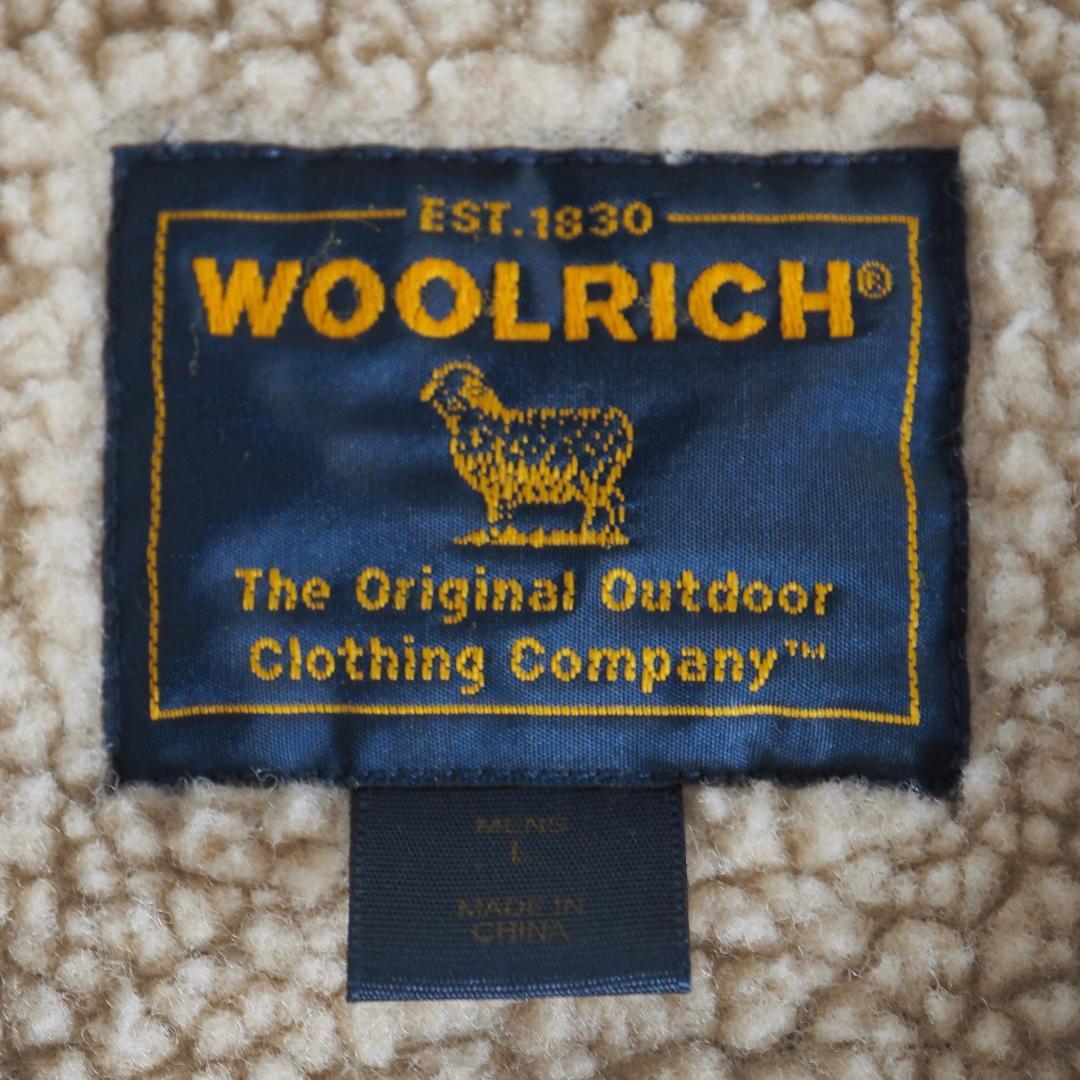 EST.1830
WOOLRICH®
The Original Outdoor
Clothing Company™
MENS
L
MADE IN
CHINA